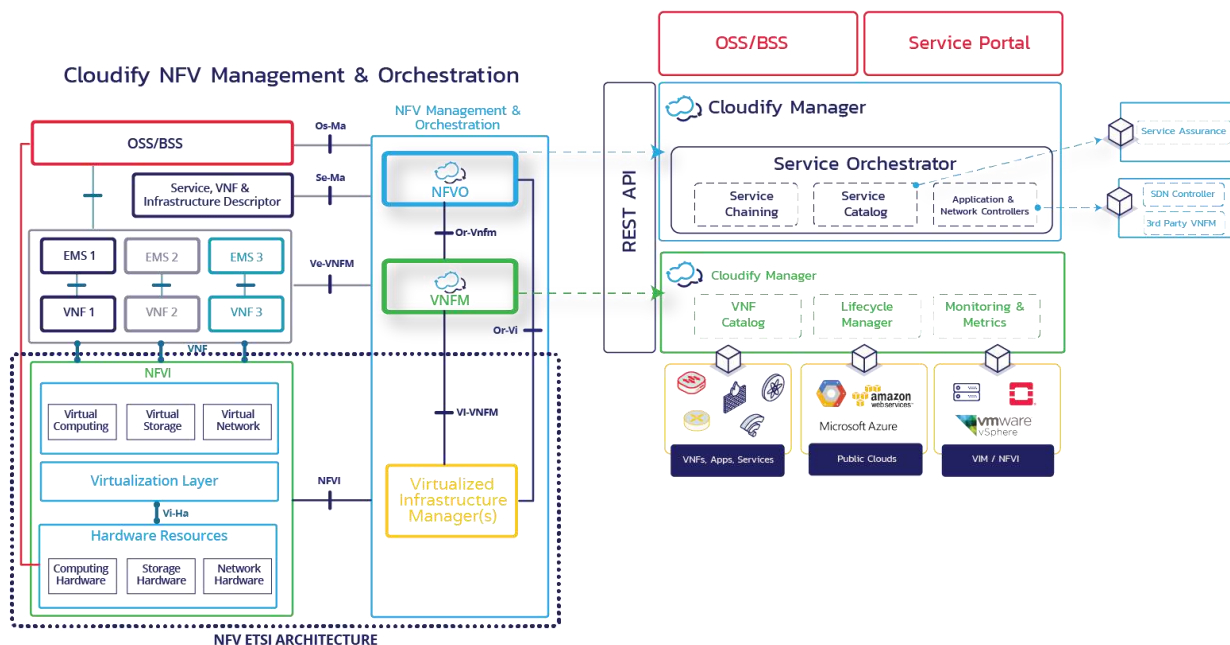 Cloudify NFV Management & Orchestration
OSS/BSS
Os-Ma
NFV Management &
Orchestration
Service, VNF &
Infrastructure Descriptor
Se-Ma
NFVO
Or-Vnfm
EMS 1
EMS 2
EMS 3
VNF 1
VNF 2
VNF 3
VNF
Ve-VNFM
VNFM
Or-Vi
NFVI
Virtual
Computing
Virtual
Storage
Virtual
Network
VI-VNFM
Virtualization Layer
Vi-Ha
NFVI
Virtualized
Infrastructure
Manager(s)
Hardware Resources
Computing
Hardware
Storage
Hardware
Network
Hardware
NFV ETSI ARCHITECTURE
OSS/BSS
Service Portal
REST API
Cloudify Manager
Service Orchestrator
Service
Chaining
Service
Catalog
Application &
Network Controllers
Service Assurance
SDN Controller
3rd Party VNFM
Cloudify Manager
VNF
Catalog
Lifecycle
Manager
Monitoring &
Metrics
VNFs, Apps, Services
amazon
web services
Microsoft Azure
Public Clouds
vmware
vSphere
VIM / NFVI